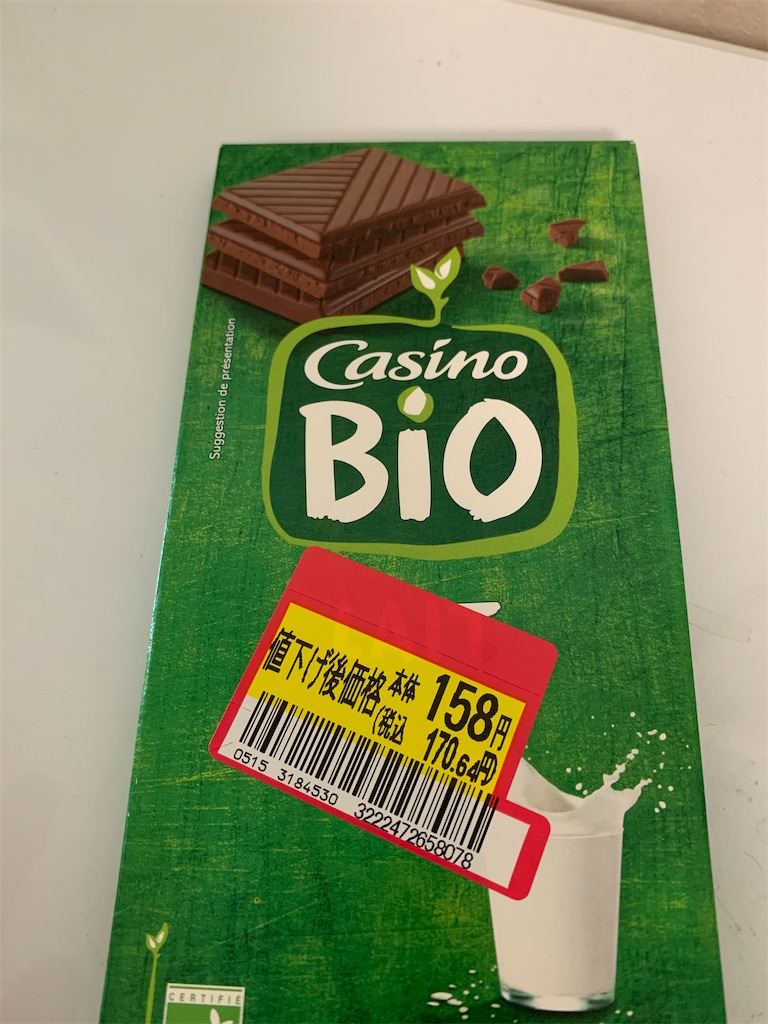 Suggestion de présentation
Casino
BiO
値下げ後価格 本体 158円
(税込 170.64円)
0515 3184530 3222472658078
CERTIFIÉ